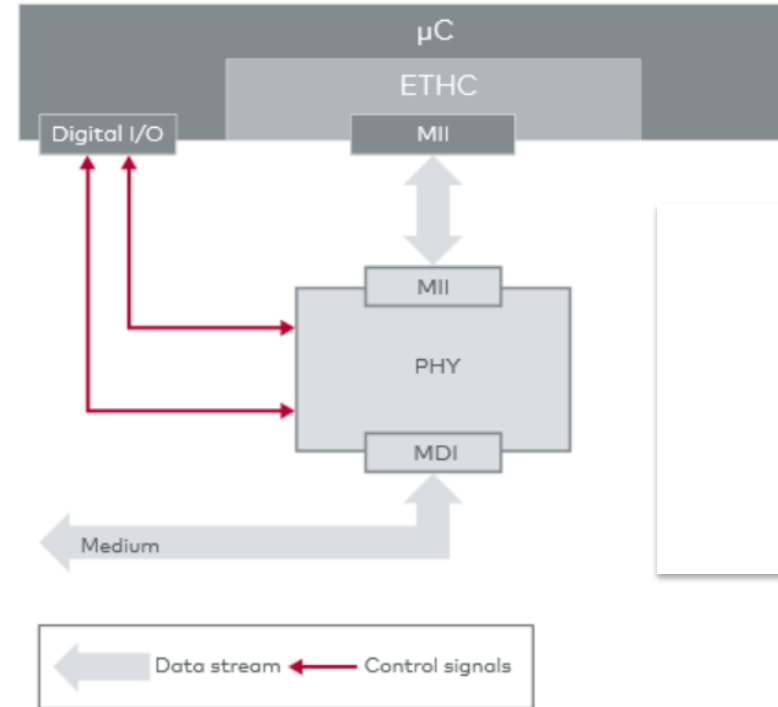 µC
ETHC
Digital I/O
MII
MII
PHY
MDI
Medium
Data stream
Control signals